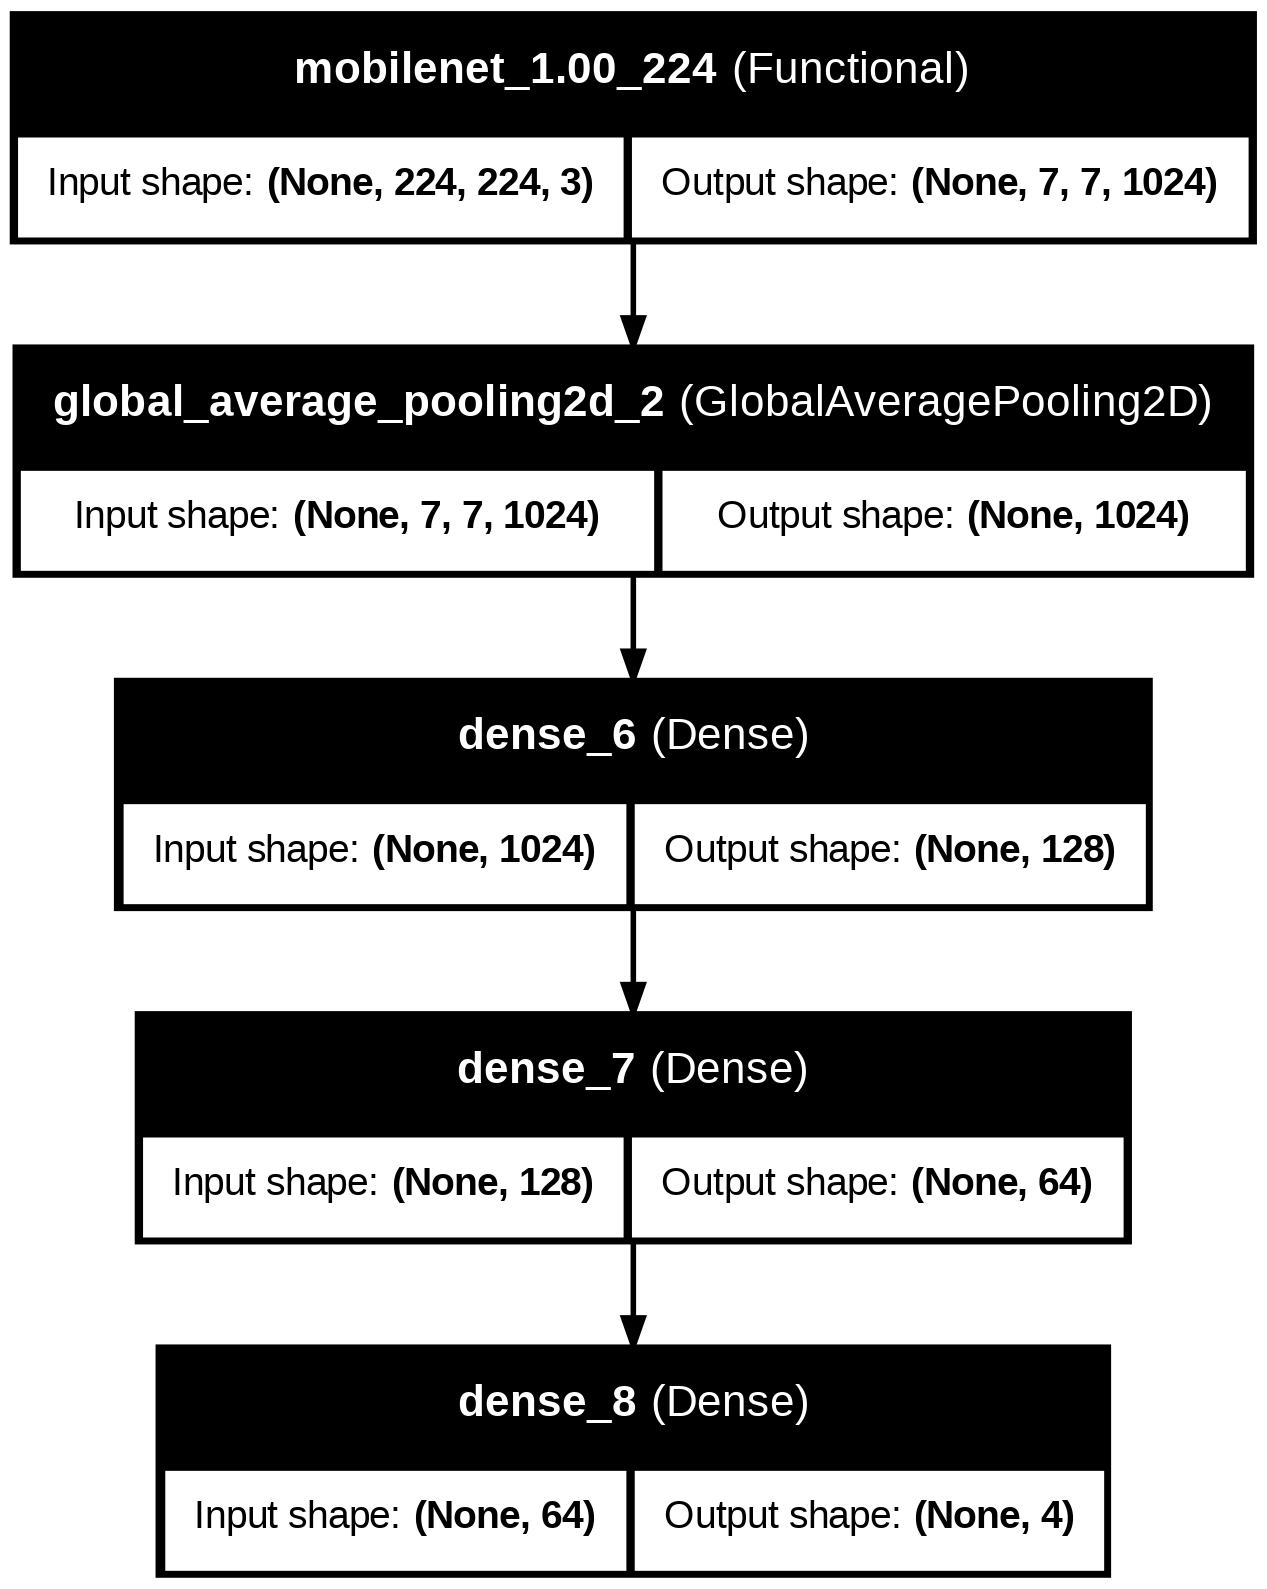 mobilenet_1.00_224 (Functional)
Input shape: (None, 224, 224, 3) Output shape: (None, 7, 7, 1024)
global_average_pooling2d_2 (GlobalAveragePooling2D)
Input shape: (None, 7, 7, 1024) Output shape: (None, 1024)
dense_6 (Dense)
Input shape: (None, 1024) Output shape: (None, 128)
dense_7 (Dense)
Input shape: (None, 128) Output shape: (None, 64)
dense_8 (Dense)
Input shape: (None, 64) Output shape: (None, 4)